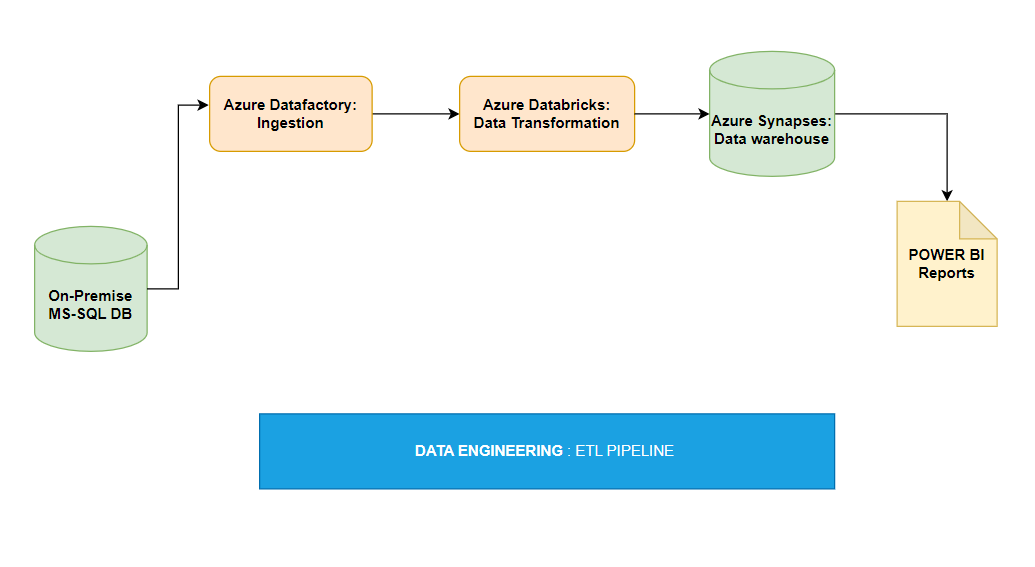 Azure Datafactory:
Ingestion
Azure Databricks:
Data Transformation
Azure Synapses:
Data warehouse
POWER BI
Reports
On-Premise
MS-SQL DB
DATA ENGINEERING : ETL PIPELINE